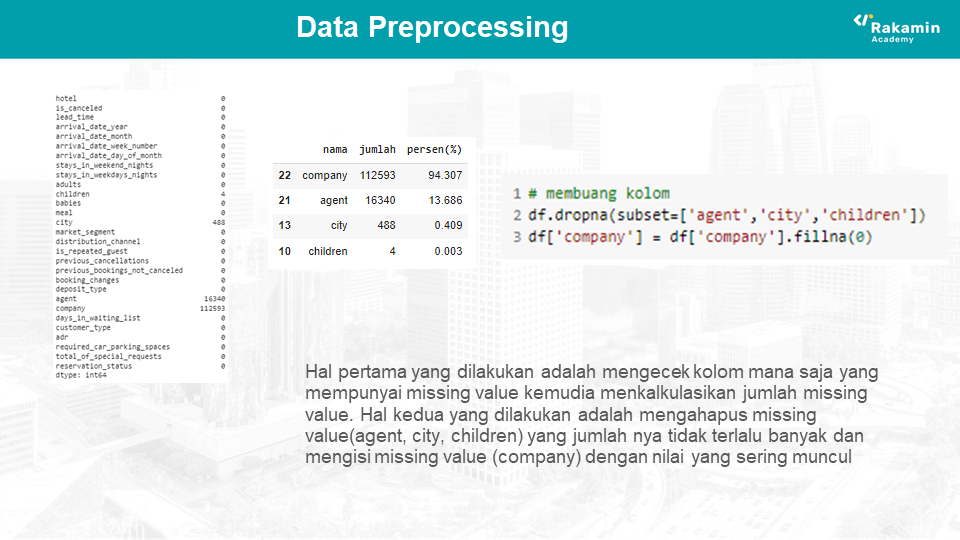 Data Preprocessing
Rakamin
Academy
hotel 0
is_canceled 0
lead_time 0
arrival_date_year 0
arrival_date_month 0
arrival_date_week_number 0
arrival_date_day_of_month 0
stays_in_weekend_nights 0
stays_in_weekdays_nights 0
adults 0
children 4
babies 0
meal 0
city 488
market_segment 0
distribution_channel 0
is_repeated_guest 0
previous_cancellations 0
previous_bookings_not_canceled 0
booking_changes 0
deposit_type 0
agent 16340
company 112593
days_in_waiting_list 0
customer_type 0
adr 0
required_car_parking_spaces 0
total_of_special_requests 0
reservation_status 0
dtype: int64
nama jumlah persen(%)
22 company 112593 94.307
21 agent 16340 13.686
13 city 488 0.409
10 children 4 0.003
1 # membuang kolom
2 df.dropna(subset=['agent','city','children'])
3 df['company'] = df['company'].fillna(0)
Hal pertama yang dilakukan adalah mengecek kolom mana saja yang
mempunyai missing value kemudia menkalkulasikan jumlah missing
value. Hal kedua yang dilakukan adalah mengahapus missing
value(agent, city, children) yang jumlah nya tidak terlalu banyak dan
mengisi missing value (company) dengan nilai yang sering muncul